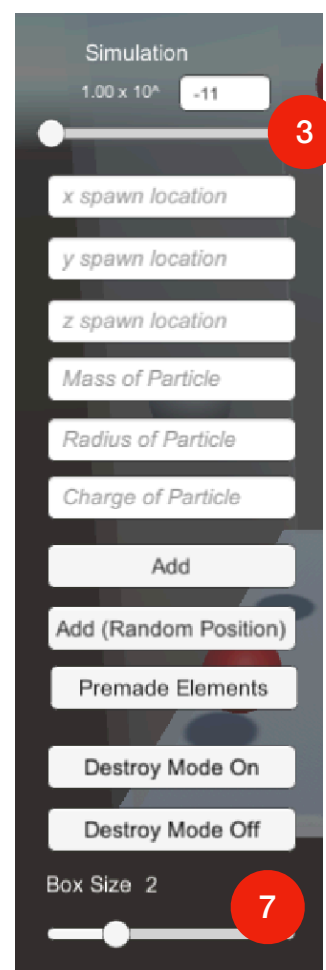 Simulation
1.00 x 10^ -11
3
x spawn location
y spawn location
z spawn location
Mass of Particle
Radius of Particle
Charge of Particle
Add
Add (Random Position)
Premade Elements
Destroy Mode On
Destroy Mode Off
Box Size 2
7